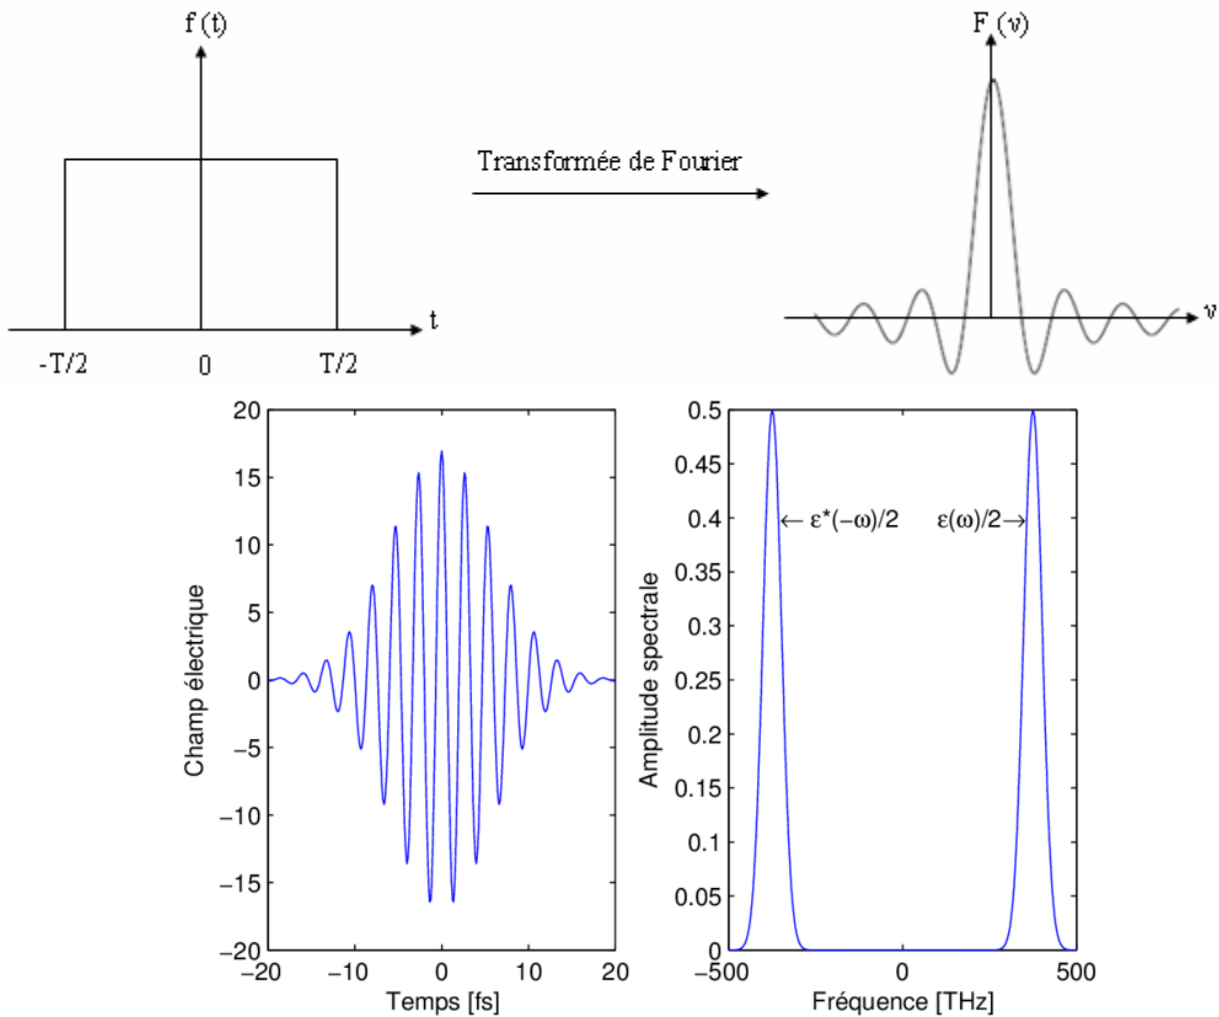 f (t)
F (ν)
Transformée de Fourier
t
ν
-T/2
0
T/2
20
15
10
5
0
−5
−10
−15
−20
−20
−10
0
10
20
Champ électrique
Temps [fs]
0.5
0.45
0.4
0.35
0.3
0.25
0.2
0.15
0.1
0.05
0
−500
0
500
←ε*(−ω)/2
ε(ω)/2→
Amplitude spectrale
Fréquence [THz]